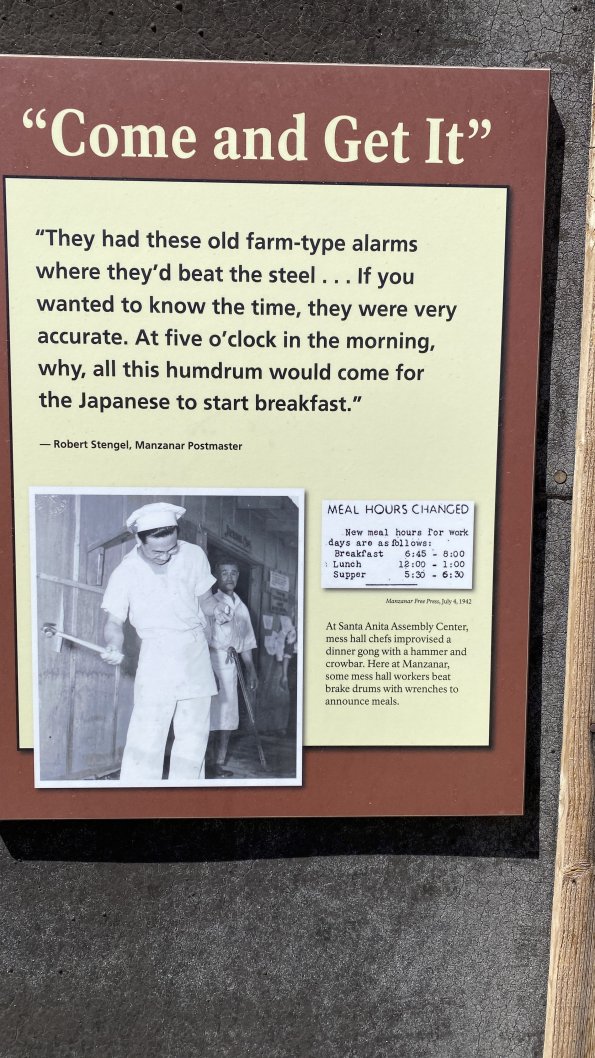 “Come and Get It”
“They had these old farm-type alarms
where they’d beat the steel . . . If you
wanted to know the time, they were very
accurate. At five o’clock in the morning,
why, all this humdrum would come for
the Japanese to start breakfast.”
— Robert Stengel, Manzanar Postmaster
MEAL HOURS CHANGED
New meal hours for work
days are as follows:
Breakfast 6:45 - 8:00
Lunch 12:00 - 1:00
Supper 5:30 - 6:30
Manzanar Free Press, July 4, 1942
At Santa Anita Assembly Center,
mess hall chefs improvised a
dinner gong with a hammer and
crowbar. Here at Manzanar,
some mess hall workers beat
brake drums with wrenches to
announce meals.